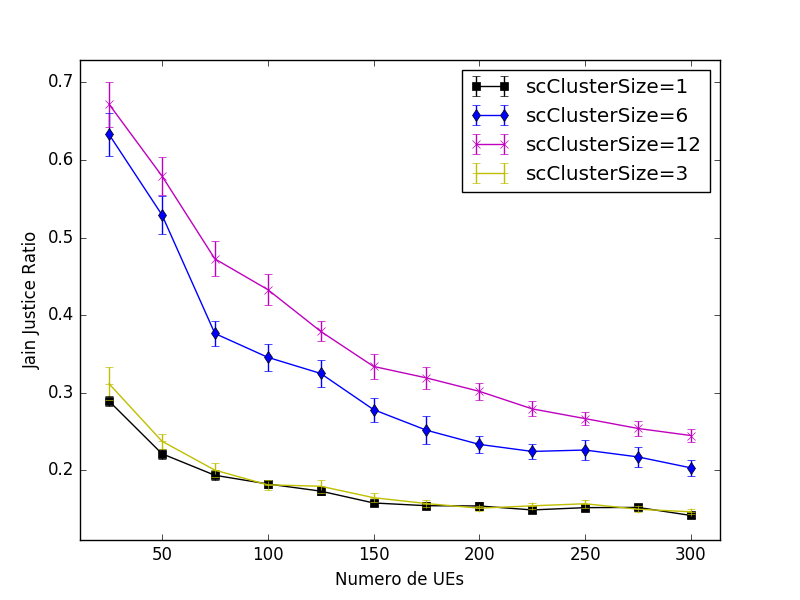 scClusterSize=1
scClusterSize=6
scClusterSize=12
scClusterSize=3
0.7
0.6
0.5
0.4
0.3
0.2
Jain Justice Ratio
50 100 150 200 250 300
Numero de UEs